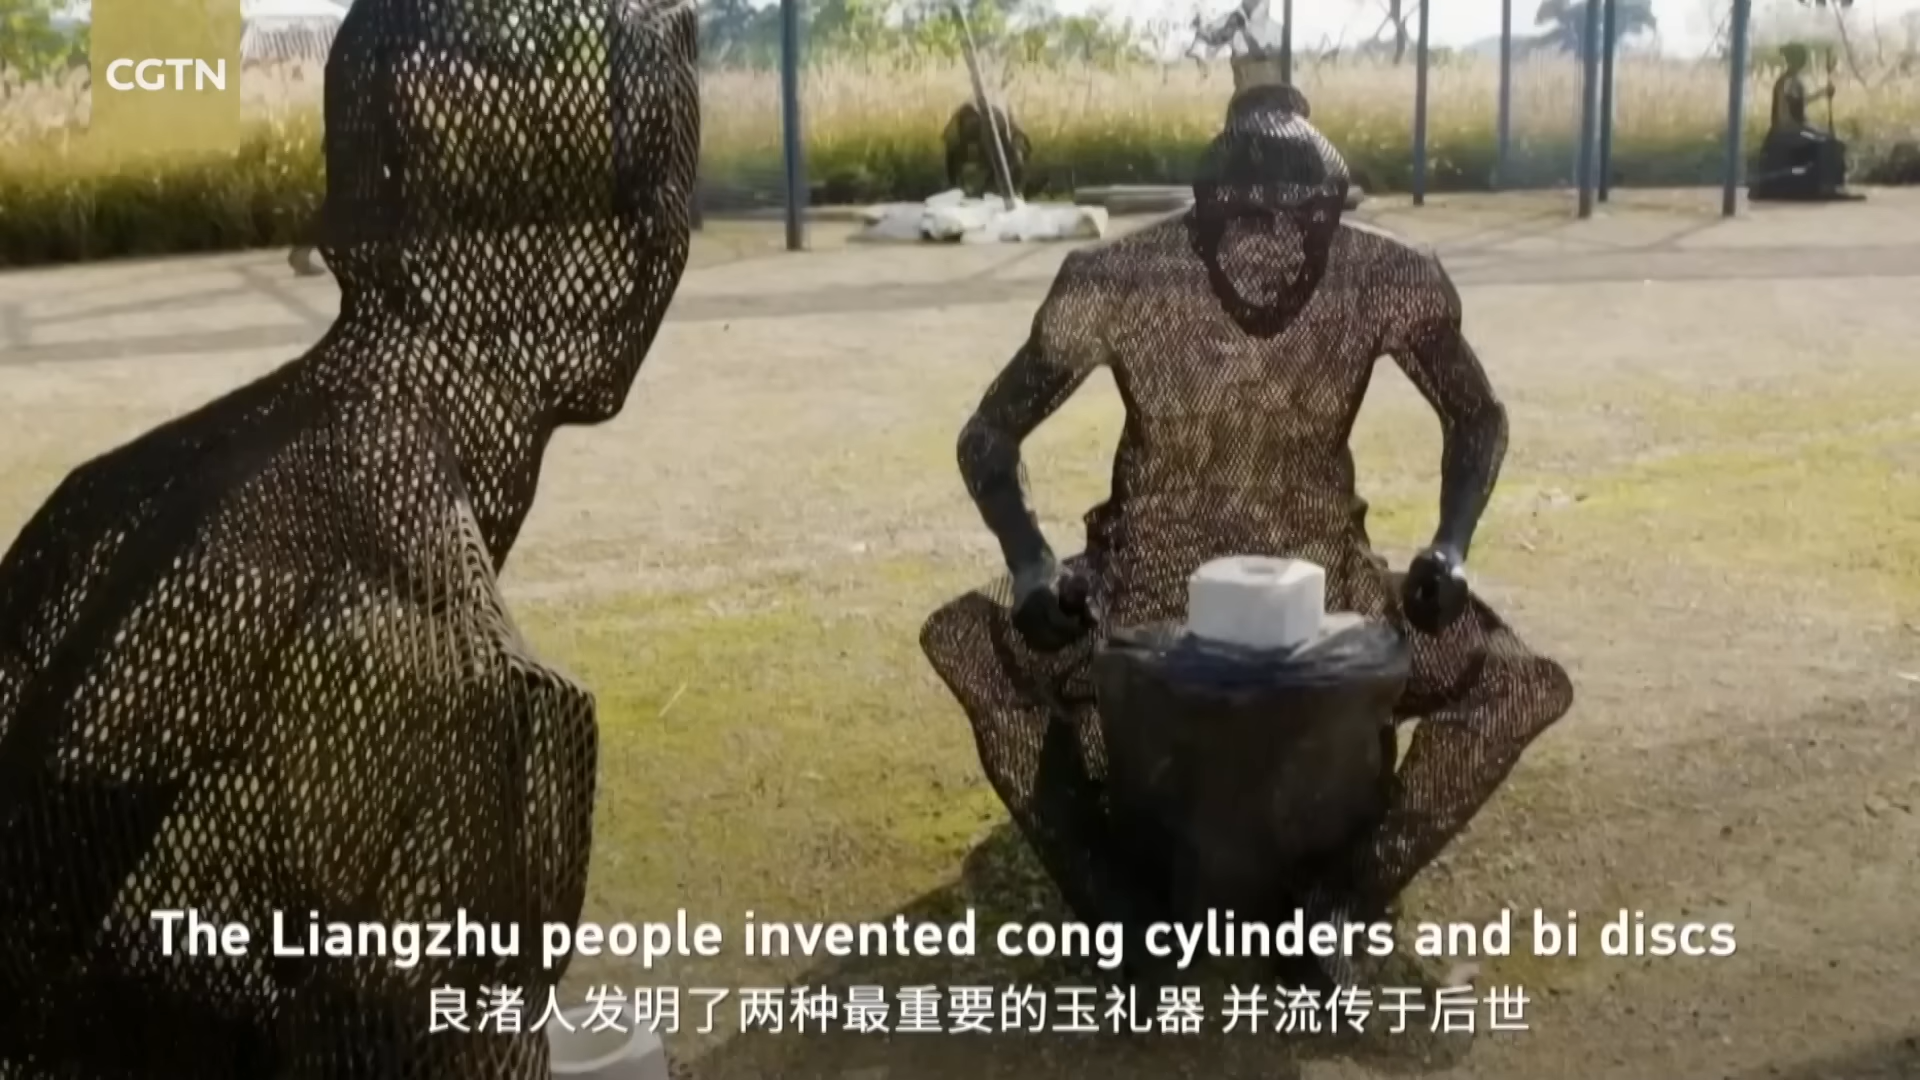 CGTN
The Liangzhu people invented cong cylinders and bi discs
良渚人发明了两种最重要的玉礼器 并流传于后世